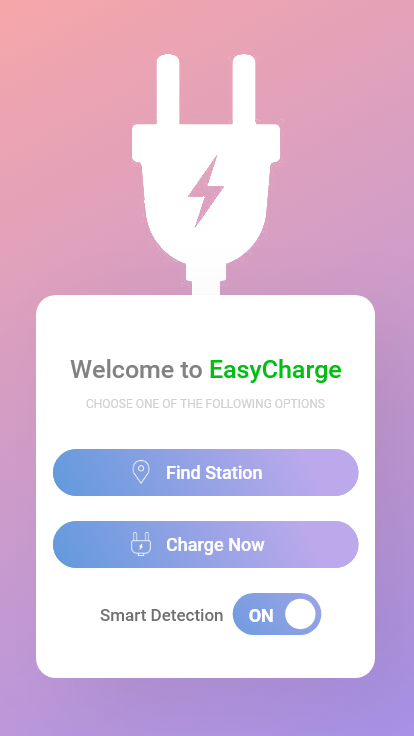 Welcome to EasyCharge
CHOOSE ONE OF THE FOLLOWING OPTIONS
Find Station
Charge Now
Smart Detection ON